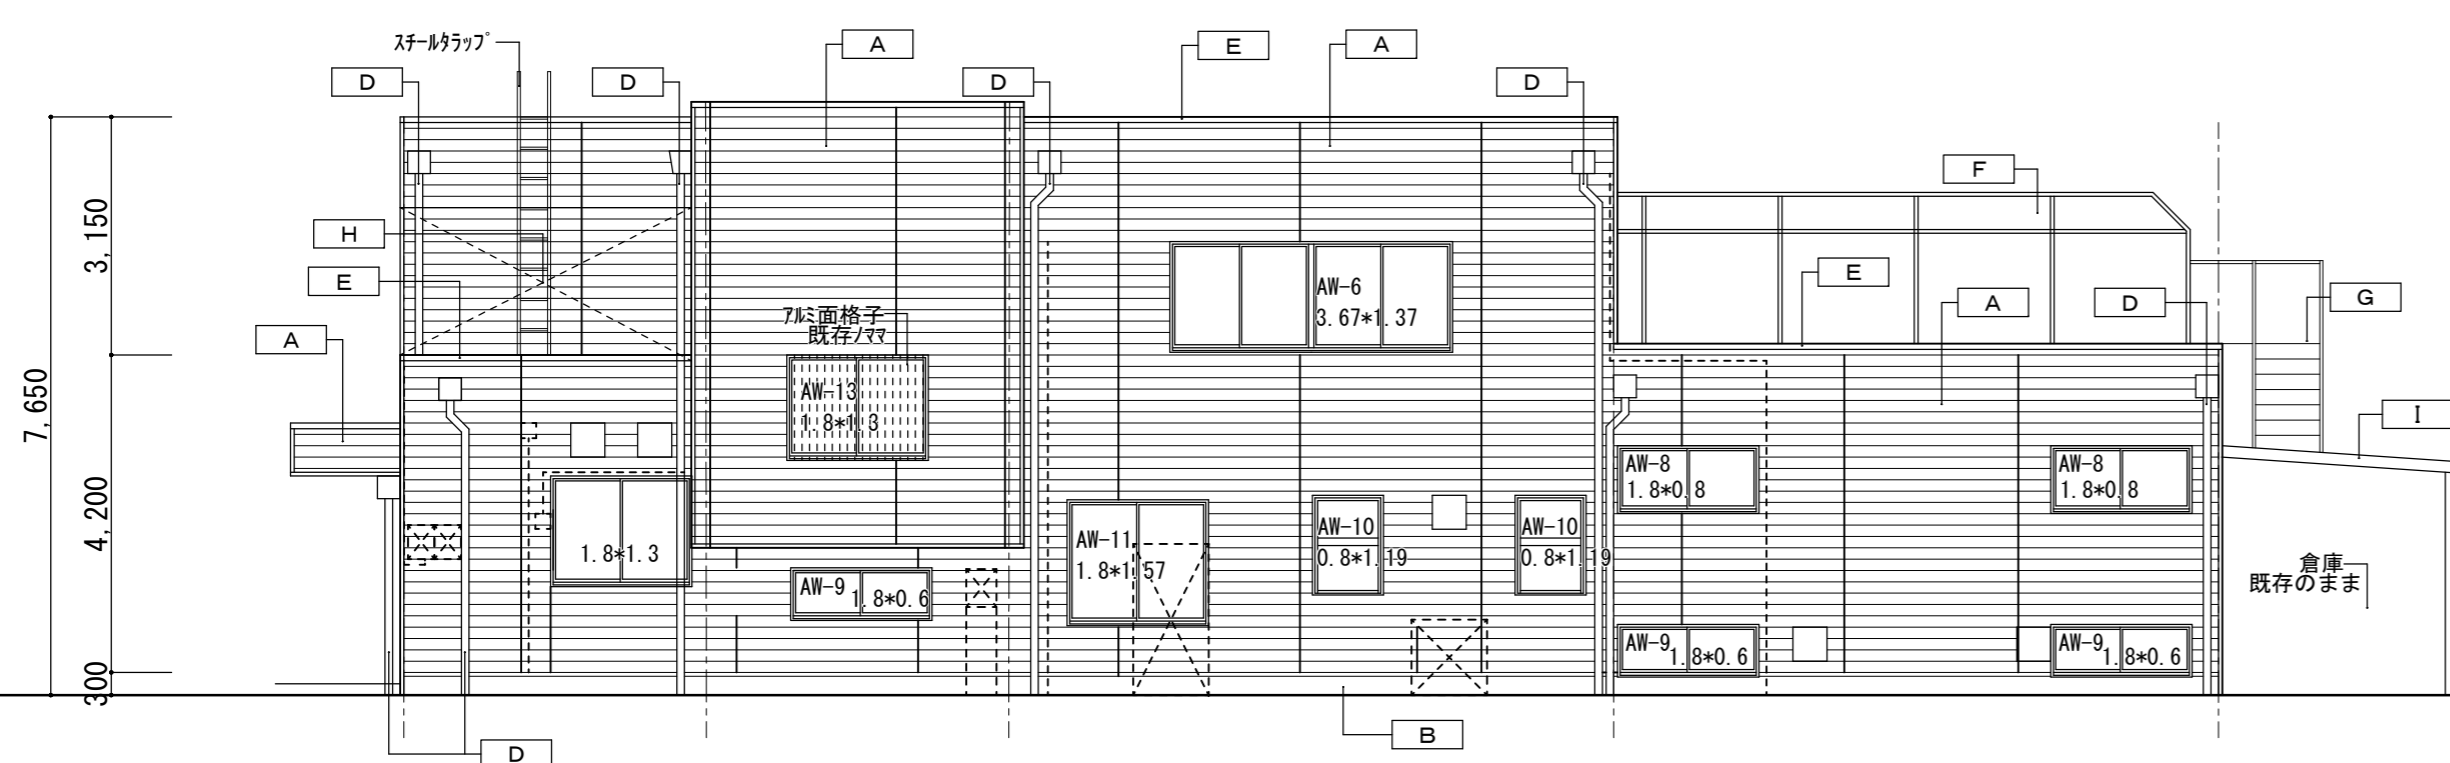 スチールタラップ
A
E
A
D
D
D
D
F
3,150
H
E
E
A
D
G
A
アルミ面格子
既存ノママ
AW-6
3.67*1.37
7,650
AW-13
1.8*1.3
I
4,200
AW-8
1.8*0.8
AW-8
1.8*0.8
1.8*1.3
AW-11
1.8*1.57
AW-10
0.8*1.19
AW-10
0.8*1.19
倉庫
既存のまま
AW-9
1.8*0.6
AW-9
1.8*0.6
AW-9
1.8*0.6
300
B
D